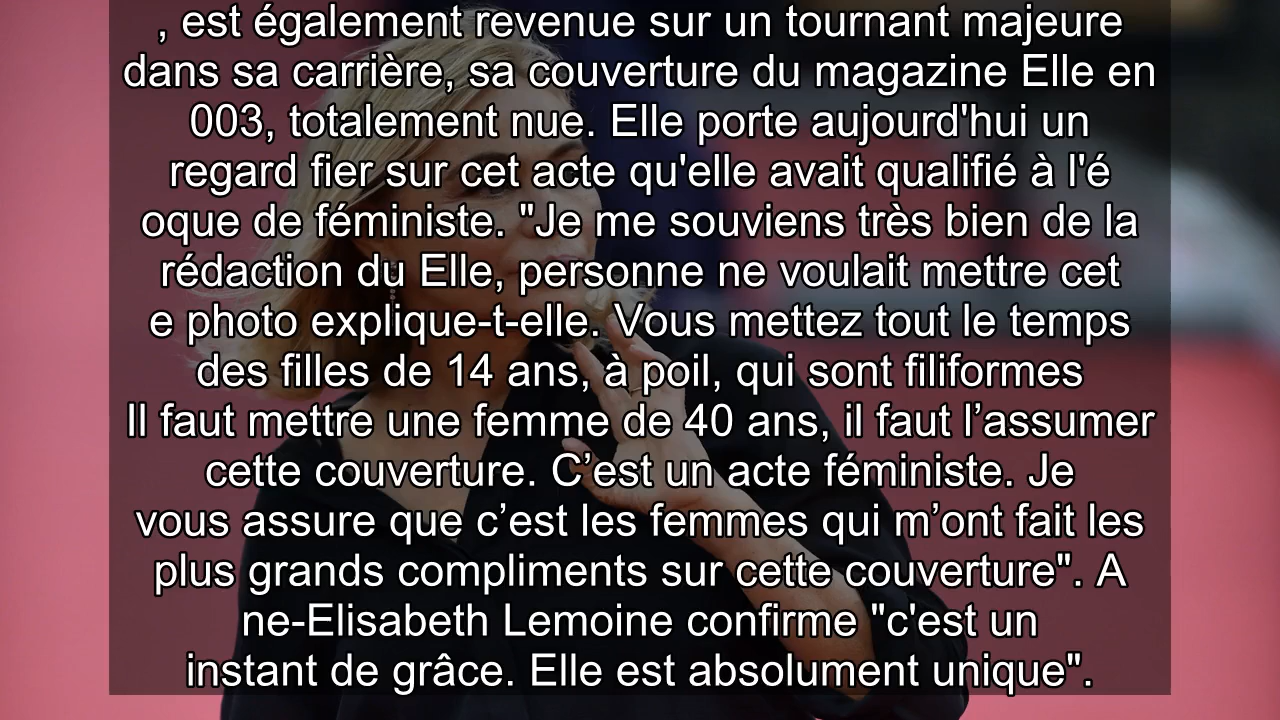 , est également revenue sur un tournant majeure
dans sa carrière, sa couverture du magazine Elle en
003, totalement nue. Elle porte aujourd'hui un
regard fier sur cet acte qu'elle avait qualifié à l'é
oque de féministe. "Je me souviens très bien de la
rédaction du Elle, personne ne voulait mettre cet
e photo explique-t-elle. Vous mettez tout le temps
des filles de 14 ans, à poil, qui sont filiformes
Il faut mettre une femme de 40 ans, il faut l’assumer
cette couverture. C’est un acte féministe. Je
vous assure que c’est les femmes qui m’ont fait les
plus grands compliments sur cette couverture". A
ne-Elisabeth Lemoine confirme "c'est un
instant de grâce. Elle est absolument unique".